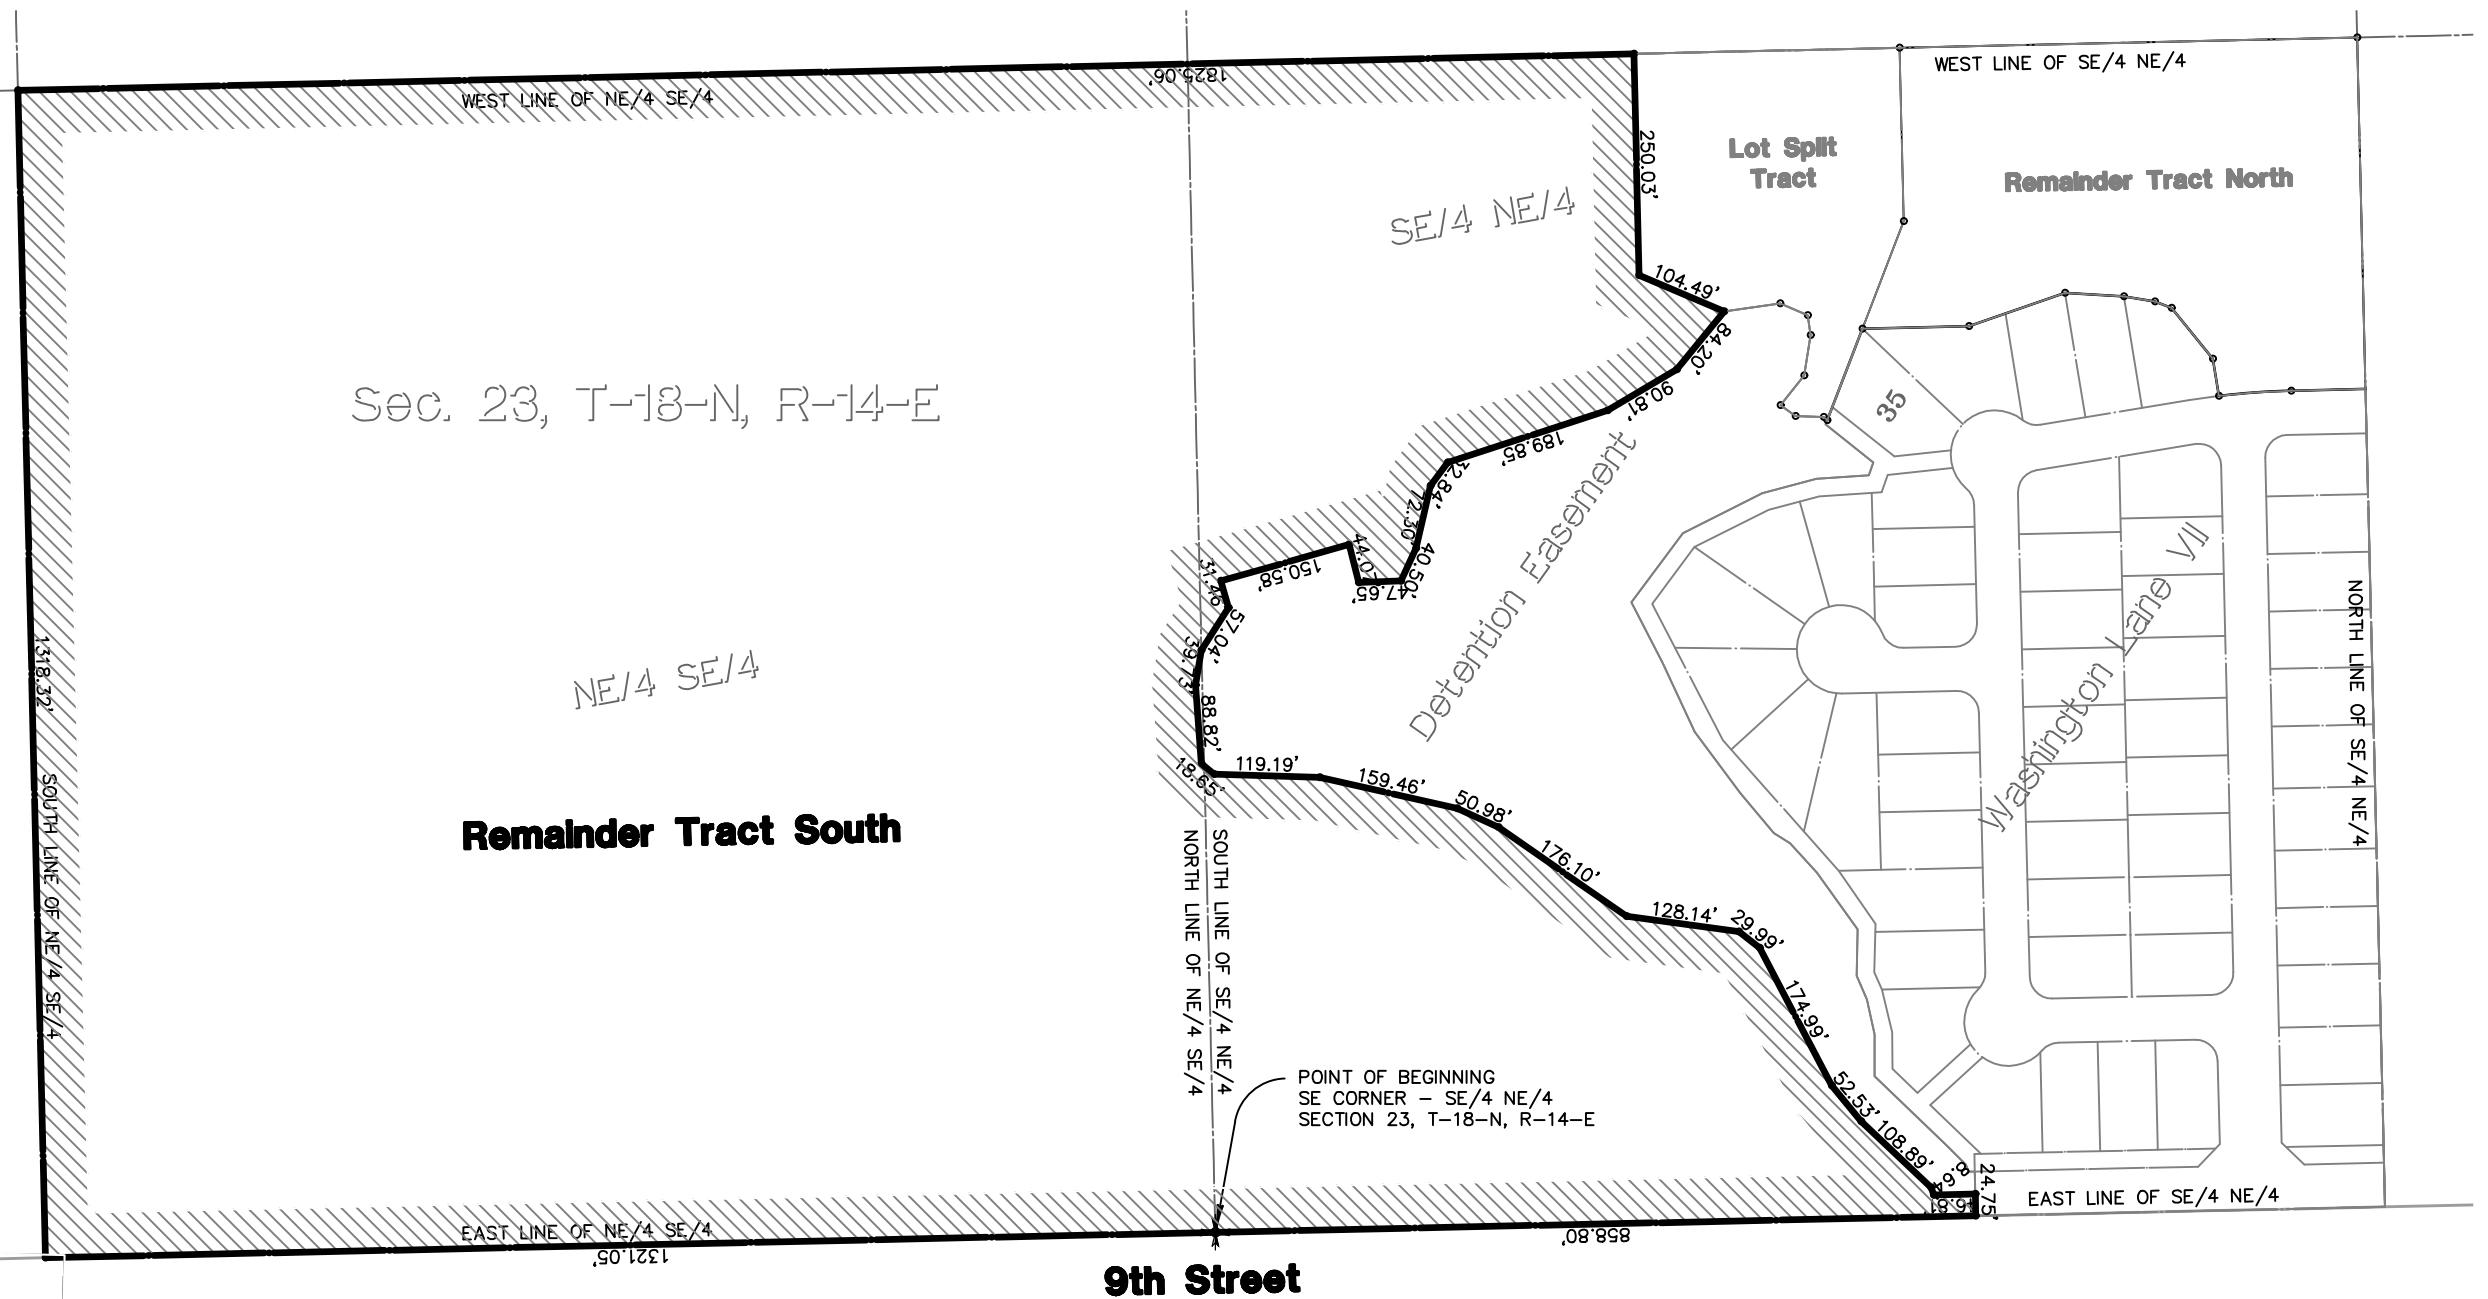 1825.06'
WEST LINE OF NE/4 SE/4
WEST LINE OF SE/4 NE/4
Lot Split
Tract
Remainder Tract North
250.03'
SE/4 NE/4
104.49'
84.20'
90.81'
189.85'
32.84'
72.30'
40.50'
47.65'
44.07'
150.58'
31.46'
57.04'
39.73'
88.82'
18.65'
119.19'
159.46'
50.98'
176.10'
128.14'
29.99'
174.99'
52.53'
108.89'
8.64'
46.81'
24.75'
35
Sec. 23, T-18-N, R-14-E
Detention Easement
Washington Lane VII
NORTH LINE OF SE/4 NE/4
NE/4 SE/4
1318.32'
SOUTH LINE OF NE/4 SE/4
Remainder Tract South
SOUTH LINE OF SE/4 NE/4
NORTH LINE OF NE/4 SE/4
POINT OF BEGINNING
SE CORNER - SE/4 NE/4
SECTION 23, T-18-N, R-14-E
EAST LINE OF SE/4 NE/4
EAST LINE OF NE/4 SE/4
1321.05'
858.80'
9th Street